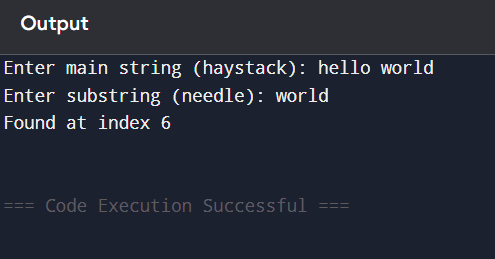 Output
Enter main string (haystack): hello world
Enter substring (needle): world
Found at index 6
=== Code Execution Successful ===